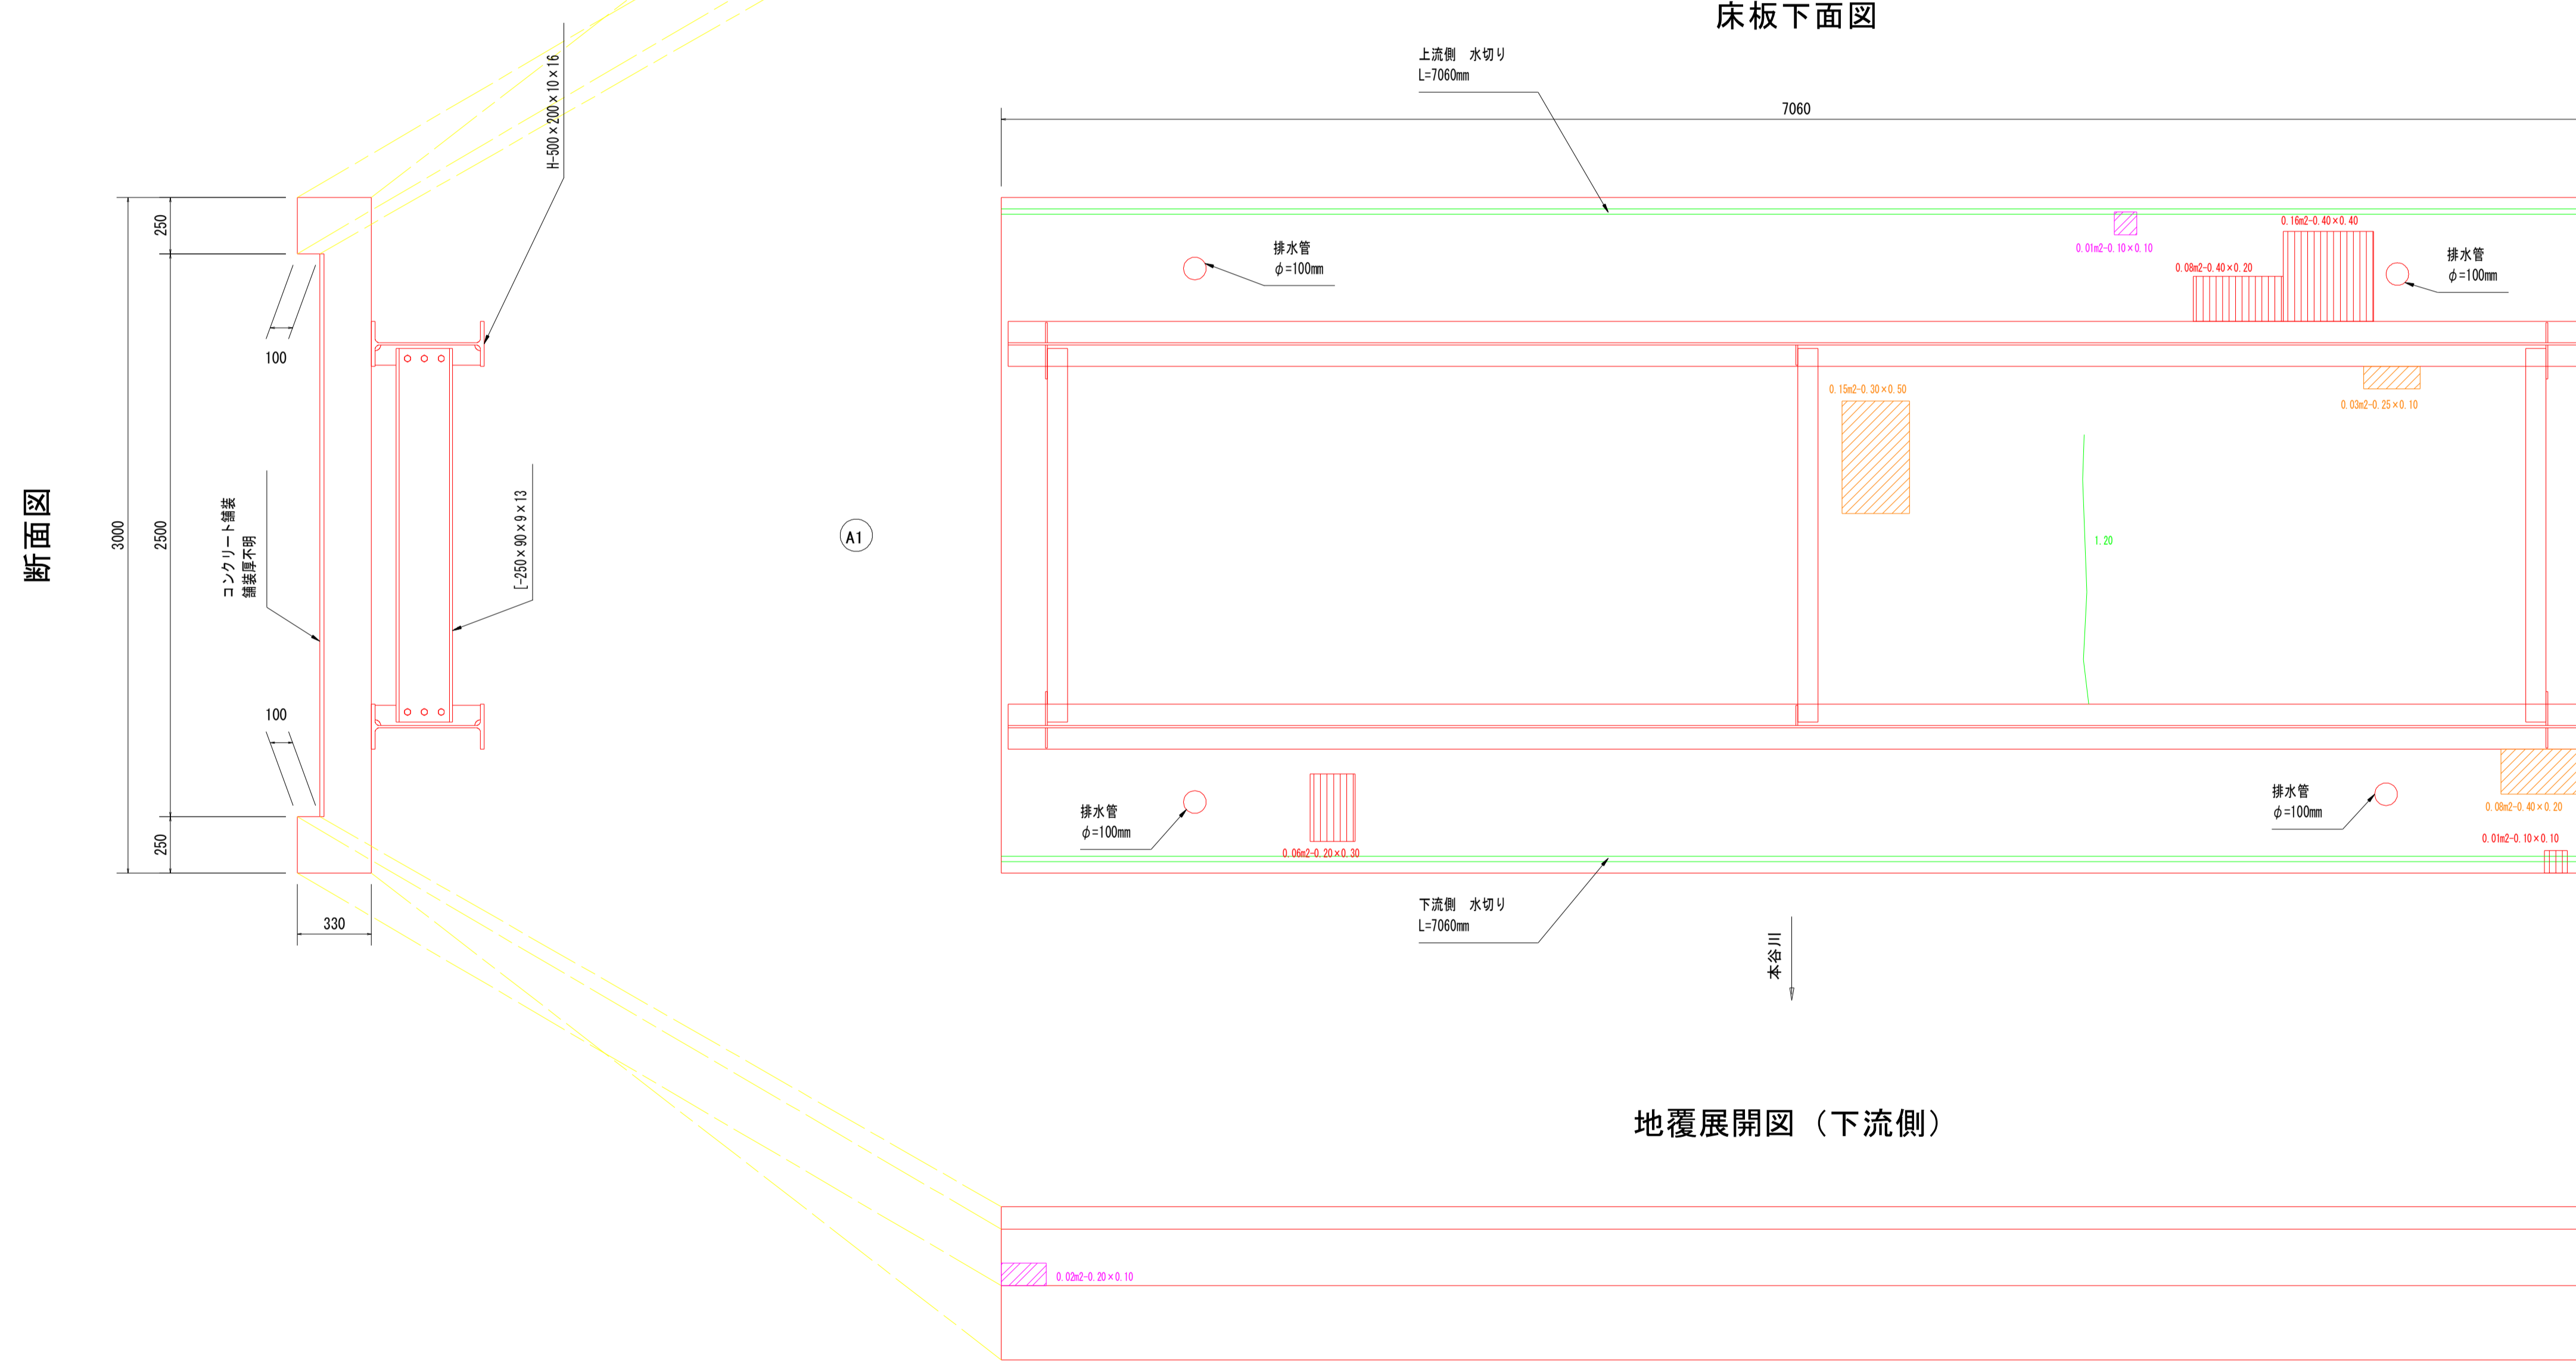 床板下面図
上流側　水切り
L=7060mm
7060
H-500×200×10×16
250
排水管
φ=100mm
0.01m2-0.10×0.10
0.16m2-0.40×0.40
0.08m2-0.40×0.20
排水管
φ=100mm
100
0.15m2-0.30×0.50
0.03m2-0.25×0.10
断面図
3000
2500
コンクリート舗装
舗装厚不明
[-250×90×9×13
A1
1.20
100
250
排水管
φ=100mm
0.06m2-0.20×0.30
排水管
φ=100mm
0.08m2-0.40×0.20
0.01m2-0.10×0.10
330
下流側　水切り
L=7060mm
本谷川
地覆展開図（下流側）
0.02m2-0.20×0.10